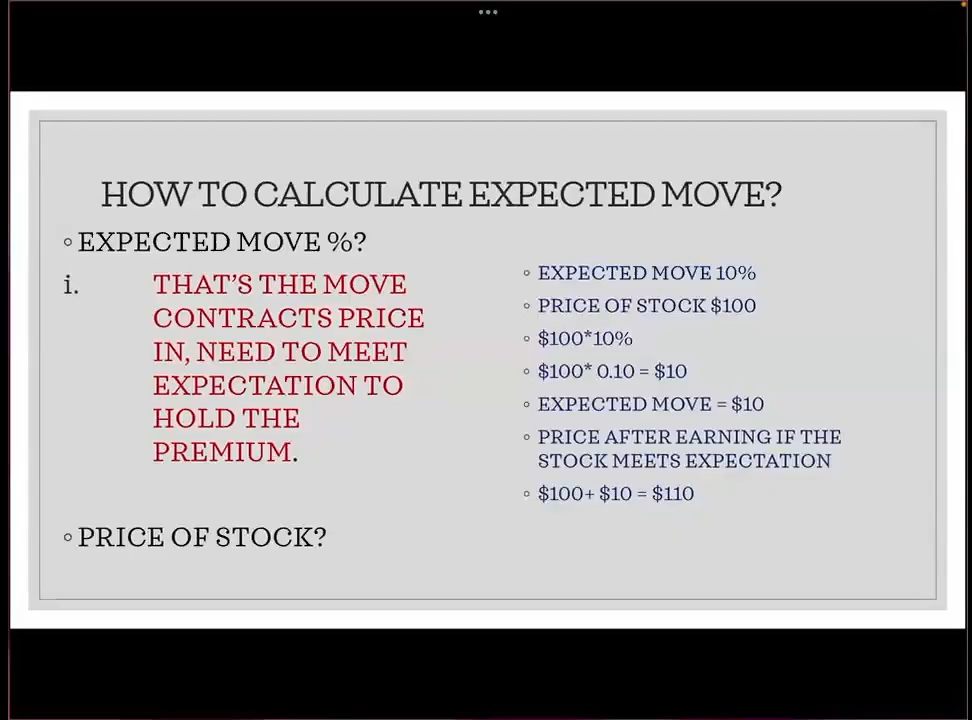 HOW TO CALCULATE EXPECTED MOVE?
◦ EXPECTED MOVE %?
i. THAT'S THE MOVE
CONTRACTS PRICE
IN, NEED TO MEET
EXPECTATION TO
HOLD THE
PREMIUM.
◦ PRICE OF STOCK?
◦ EXPECTED MOVE 10%
◦ PRICE OF STOCK $100
◦ $100*10%
◦ $100* 0.10 = $10
◦ EXPECTED MOVE = $10
◦ PRICE AFTER EARNING IF THE
STOCK MEETS EXPECTATION
◦ $100+ $10 = $110